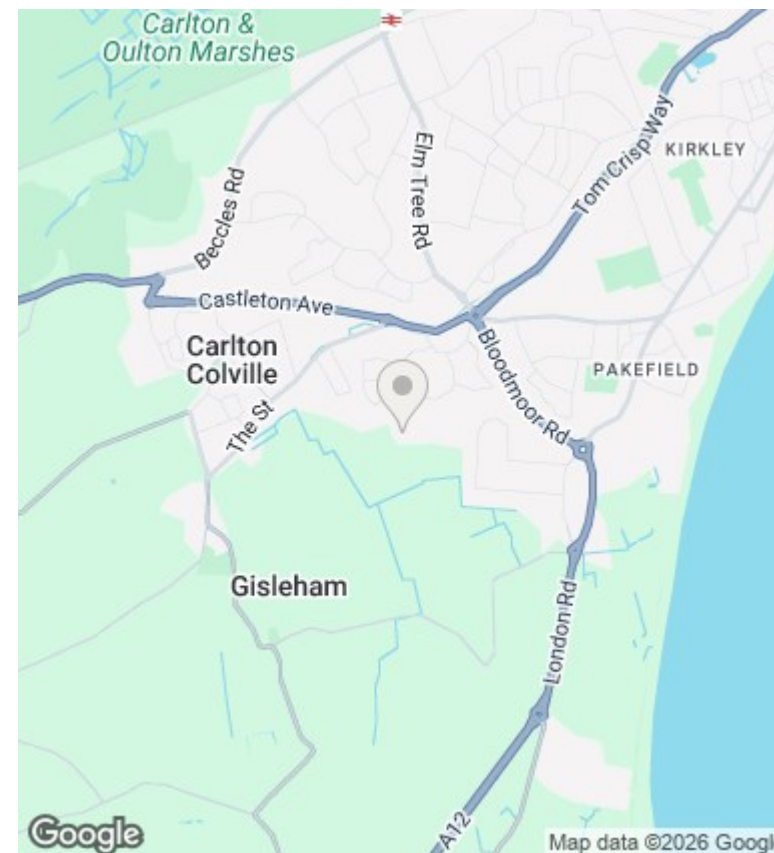 Carlton &
Oulton Marshes
Elm Tree Rd
Tom Crisp Way
KIRKLEY
Beccles Rd
Castleton Ave
Carlton
Colville
Bloodmoor Rd
PAKEFIELD
The St
Gisleham
London Rd
A12
Google
Map data ©2026 Google